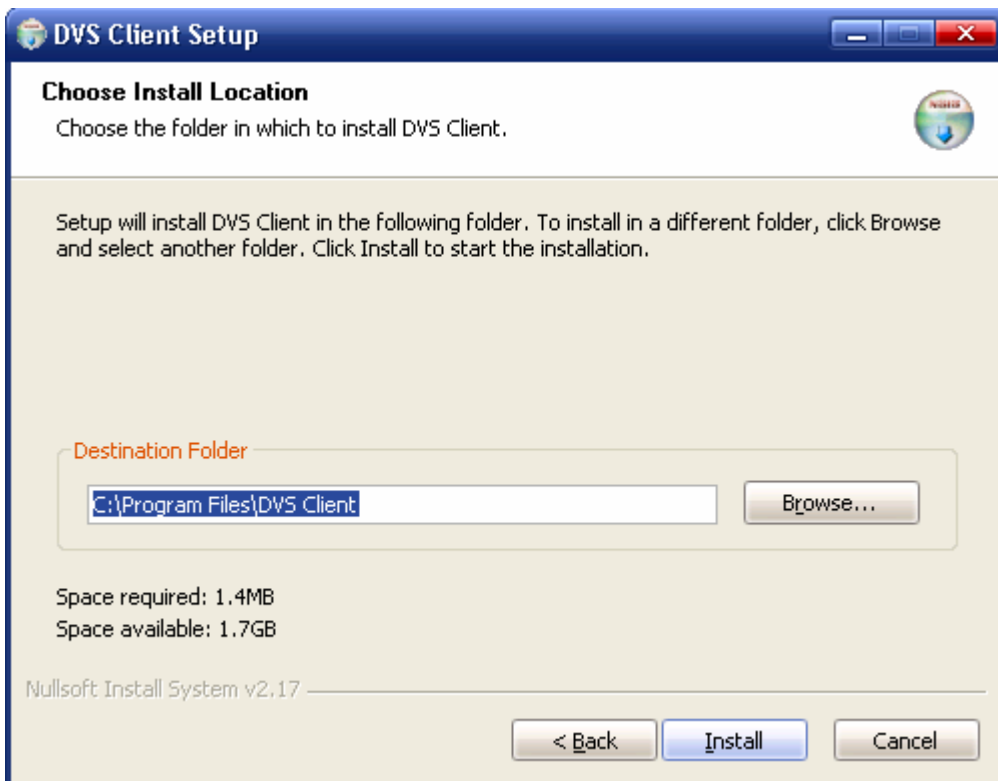 DVS Client Setup
Choose Install Location
Choose the folder in which to install DVS Client.
Setup will install DVS Client in the following folder. To install in a different folder, click Browse
and select another folder. Click Install to start the installation.
Destination Folder
C:\Program Files\DVS Client
Browse...
Space required: 1.4MB
Space available: 1.7GB
Nullsoft Install System v2.17
< Back
Install
Cancel